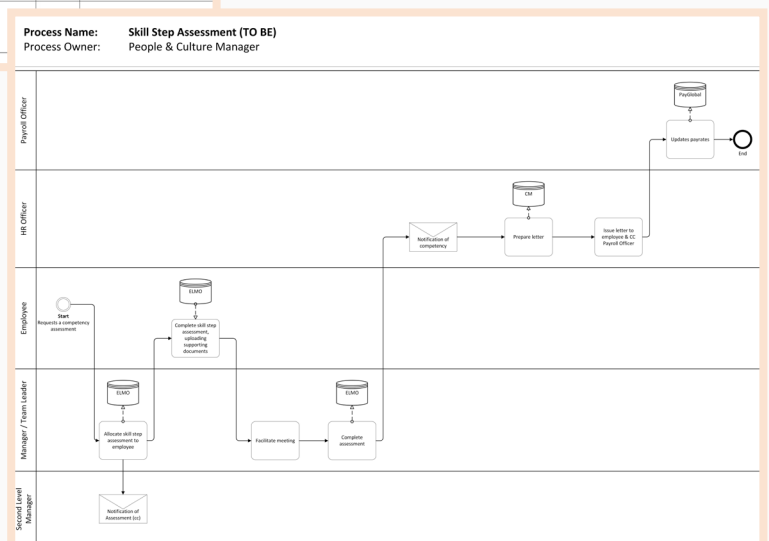 Process Name: Skill Step Assessment (TO BE)
Process Owner: People & Culture Manager
Payroll Officer
PayGlobal
Updates payrates
End
HR Officer
CM
Notification of
competency
Prepare letter
Issue letter to
employee & CC
Payroll Officer
Employee
ELMO
Start
Requests a competency
assessment
Complete skill step
assessment,
uploading
supporting
documents
Manager / Team Leader
ELMO
ELMO
Allocate skill step
assessment to
employee
Facilitate meeting
Complete
assessment
Second Level
Manager
Notification of
Assessment (cc)